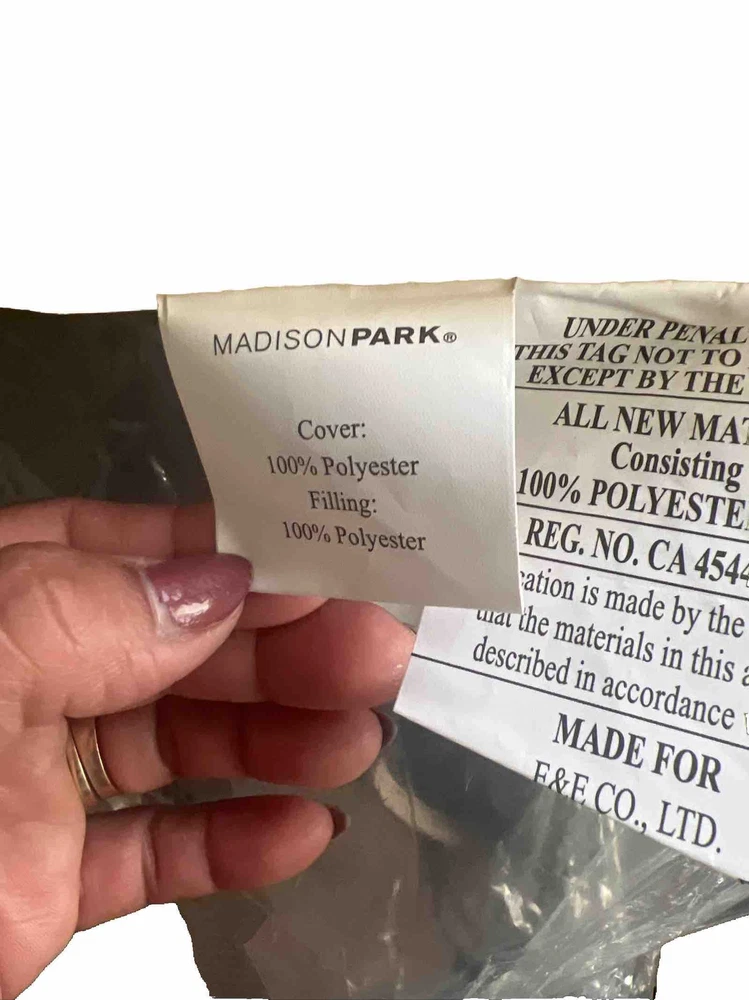 MADISONPARK®
Cover:
100% Polyester
Filling:
100% Polyester
UNDER PENAL
THIS TAG NOT TO
EXCEPT BY THE
ALL NEW MAT
Consisting
100% POLYESTE
REG. NO. CA 4544
cation is made by the
that the materials in this a
described in accordance
MADE FOR
E&E CO., LTD.